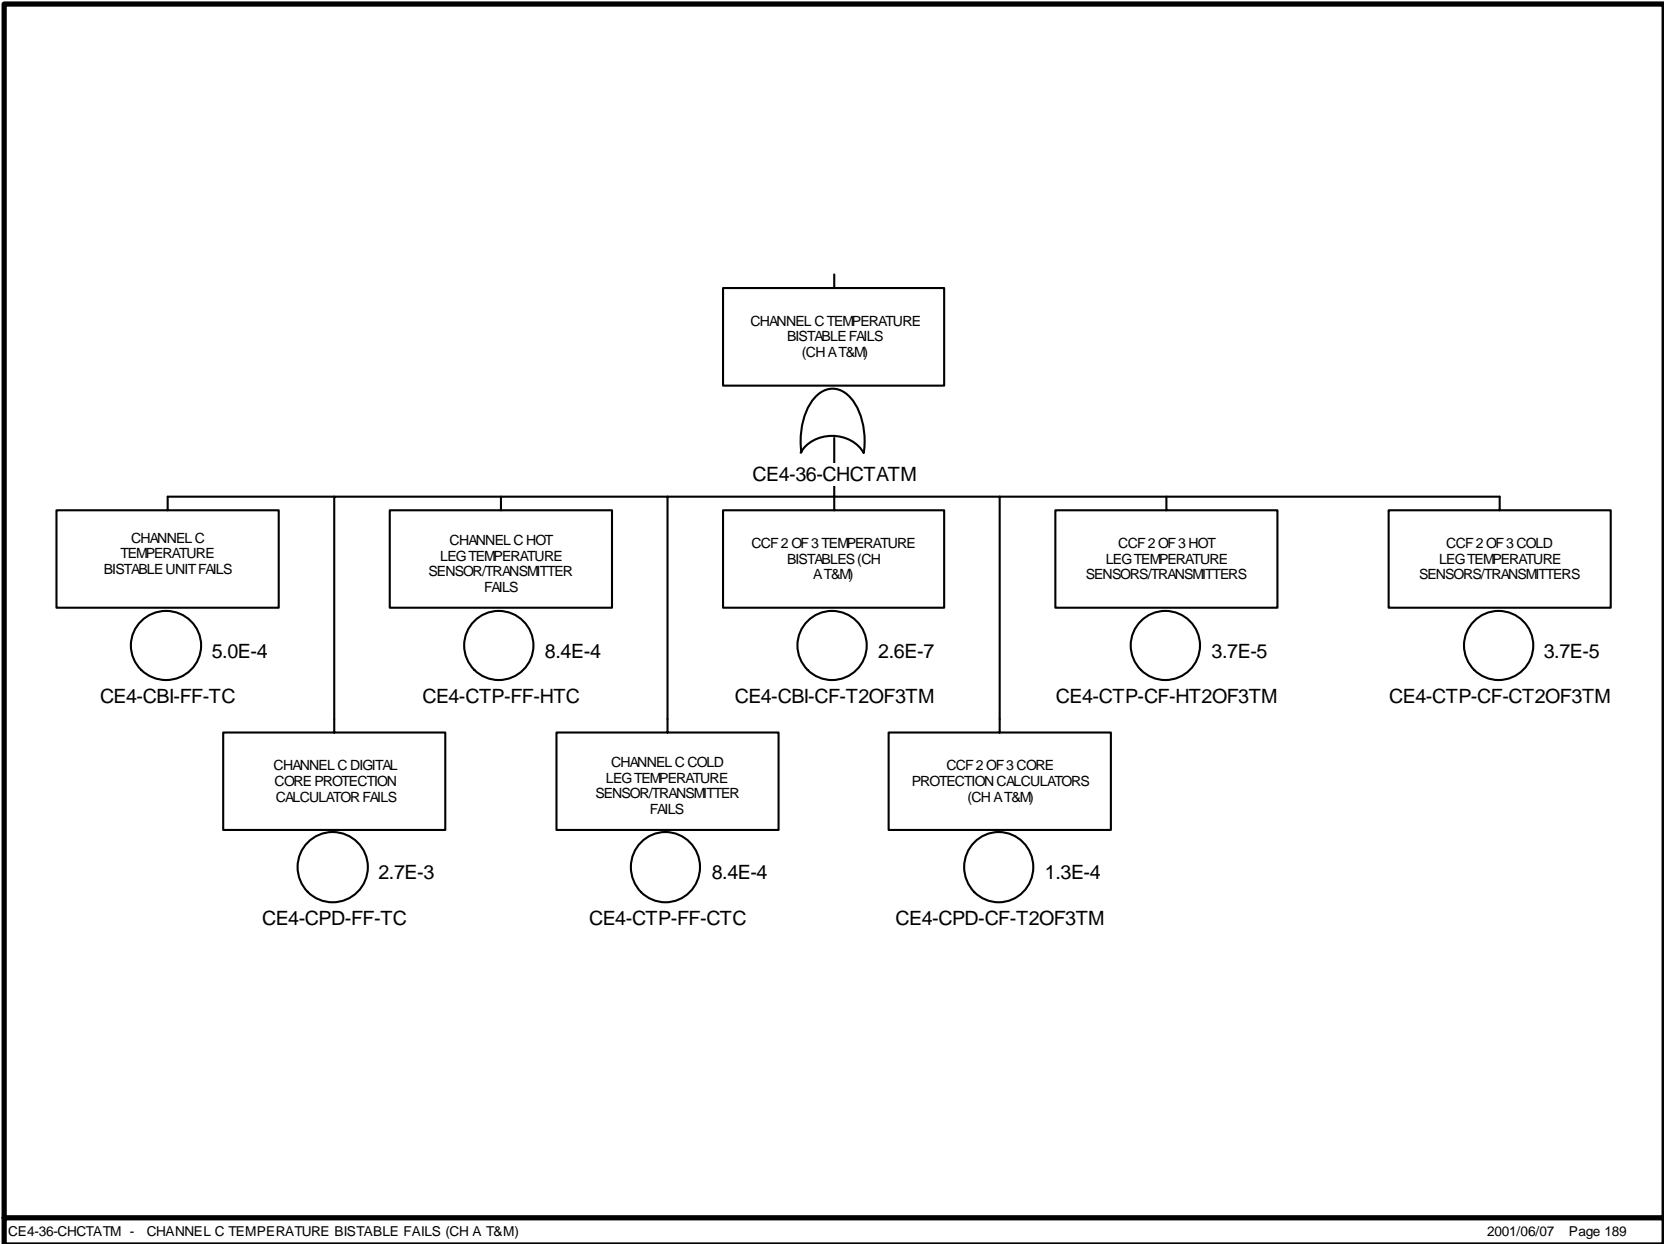 CHANNEL C TEMPERATURE
BISTABLE FAILS
(CH A T&M)
CE4-36-CHCTATM
CHANNEL C
TEMPERATURE
BISTABLE UNIT FAILS
5.0E-4
CE4-CBI-FF-TC
CHANNEL C HOT
LEG TEMPERATURE
SENSOR/TRANSMITTER
FAILS
8.4E-4
CE4-CTP-FF-HTC
CCF 2 OF 3 TEMPERATURE
BISTABLES (CH
A T&M)
2.6E-7
CE4-CBI-CF-T2OF3TM
CCF 2 OF 3 HOT
LEG TEMPERATURE
SENSORS/TRANSMITTERS
3.7E-5
CE4-CTP-CF-HT2OF3TM
CCF 2 OF 3 COLD
LEG TEMPERATURE
SENSORS/TRANSMITTERS
3.7E-5
CE4-CTP-CF-CT2OF3TM
CHANNEL C DIGITAL
CORE PROTECTION
CALCULATOR FAILS
2.7E-3
CE4-CPD-FF-TC
CHANNEL C COLD
LEG TEMPERATURE
SENSOR/TRANSMITTER
FAILS
8.4E-4
CE4-CTP-FF-CTC
CCF 2 OF 3 CORE
PROTECTION CALCULATORS
(CH A T&M)
1.3E-4
CE4-CPD-CF-T2OF3TM
CE4-36-CHCTATM - CHANNEL C TEMPERATURE BISTABLE FAILS (CH A T&M)
2001/06/07 Page 189